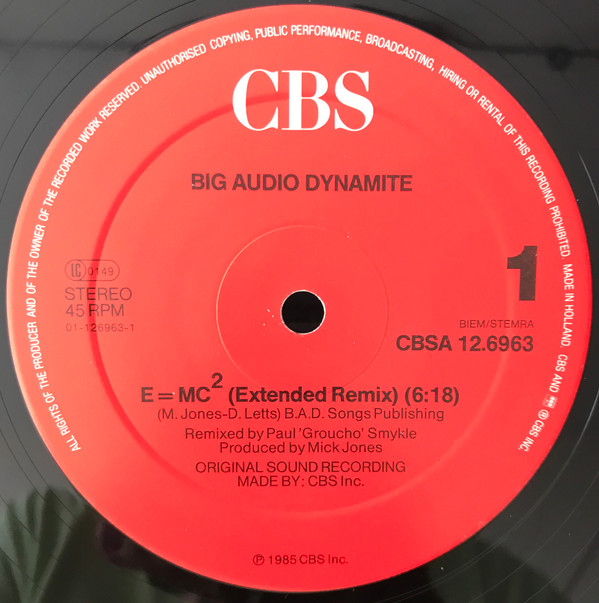 ALL RIGHTS OF THE PRODUCER AND OF THE OWNER OF THE RECORDED WORK RESERVED. UNAUTHORISED COPYING, PUBLIC PERFORMANCE, BROADCASTING, HIRING OR RENTAL OF THIS RECORDING PROHIBITED. MADE IN HOLLAND. CBS AND ® CBS INC.
CBS
BIG AUDIO DYNAMITE
1
LC 0149
STEREO
45 RPM
01-126963-1
BIEM/STEMRA
CBSA 12.6963
E=MC² (Extended Remix) (6:18)
(M. Jones-D. Letts) B.A.D. Songs Publishing
Remixed by Paul 'Groucho' Smykle
Produced by Mick Jones
ORIGINAL SOUND RECORDING
MADE BY: CBS Inc.
℗ 1985 CBS Inc.